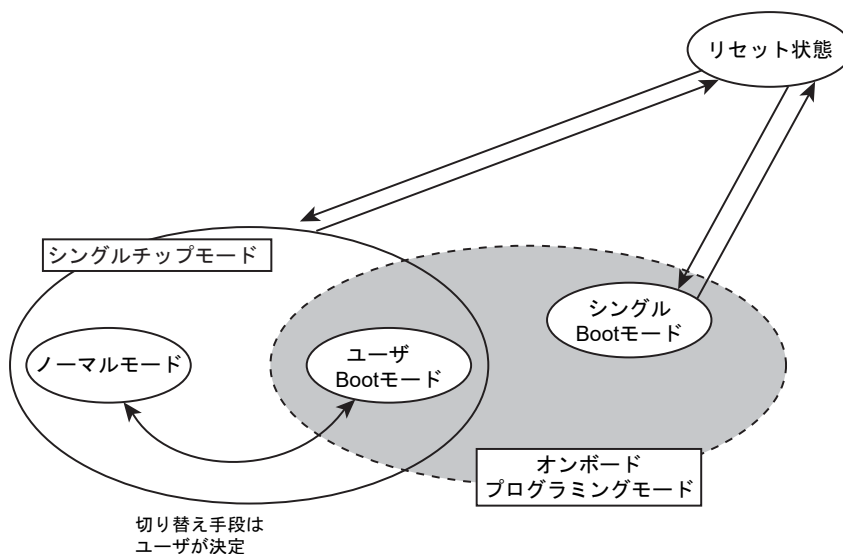 リセット状態
シングルチップモード
シングル
Bootモード
ノーマルモード
ユーザ
Bootモード
オンボード
プログラミングモード
切り替え手段は
ユーザが決定